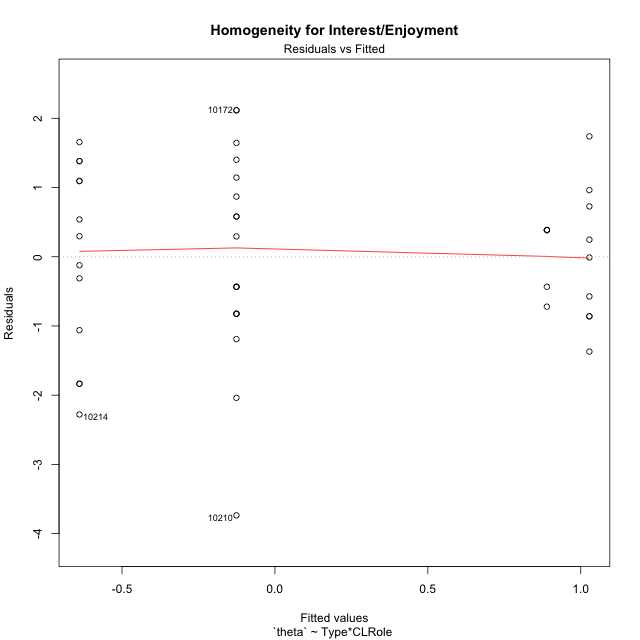 Homogeneity for Interest/Enjoyment
Residuals vs Fitted
10172
10214
10210
2
1
0
-1
-2
-3
-4
Residuals
-0.5 0.0 0.5 1.0
Fitted values
`theta` ~ Type*CLRole